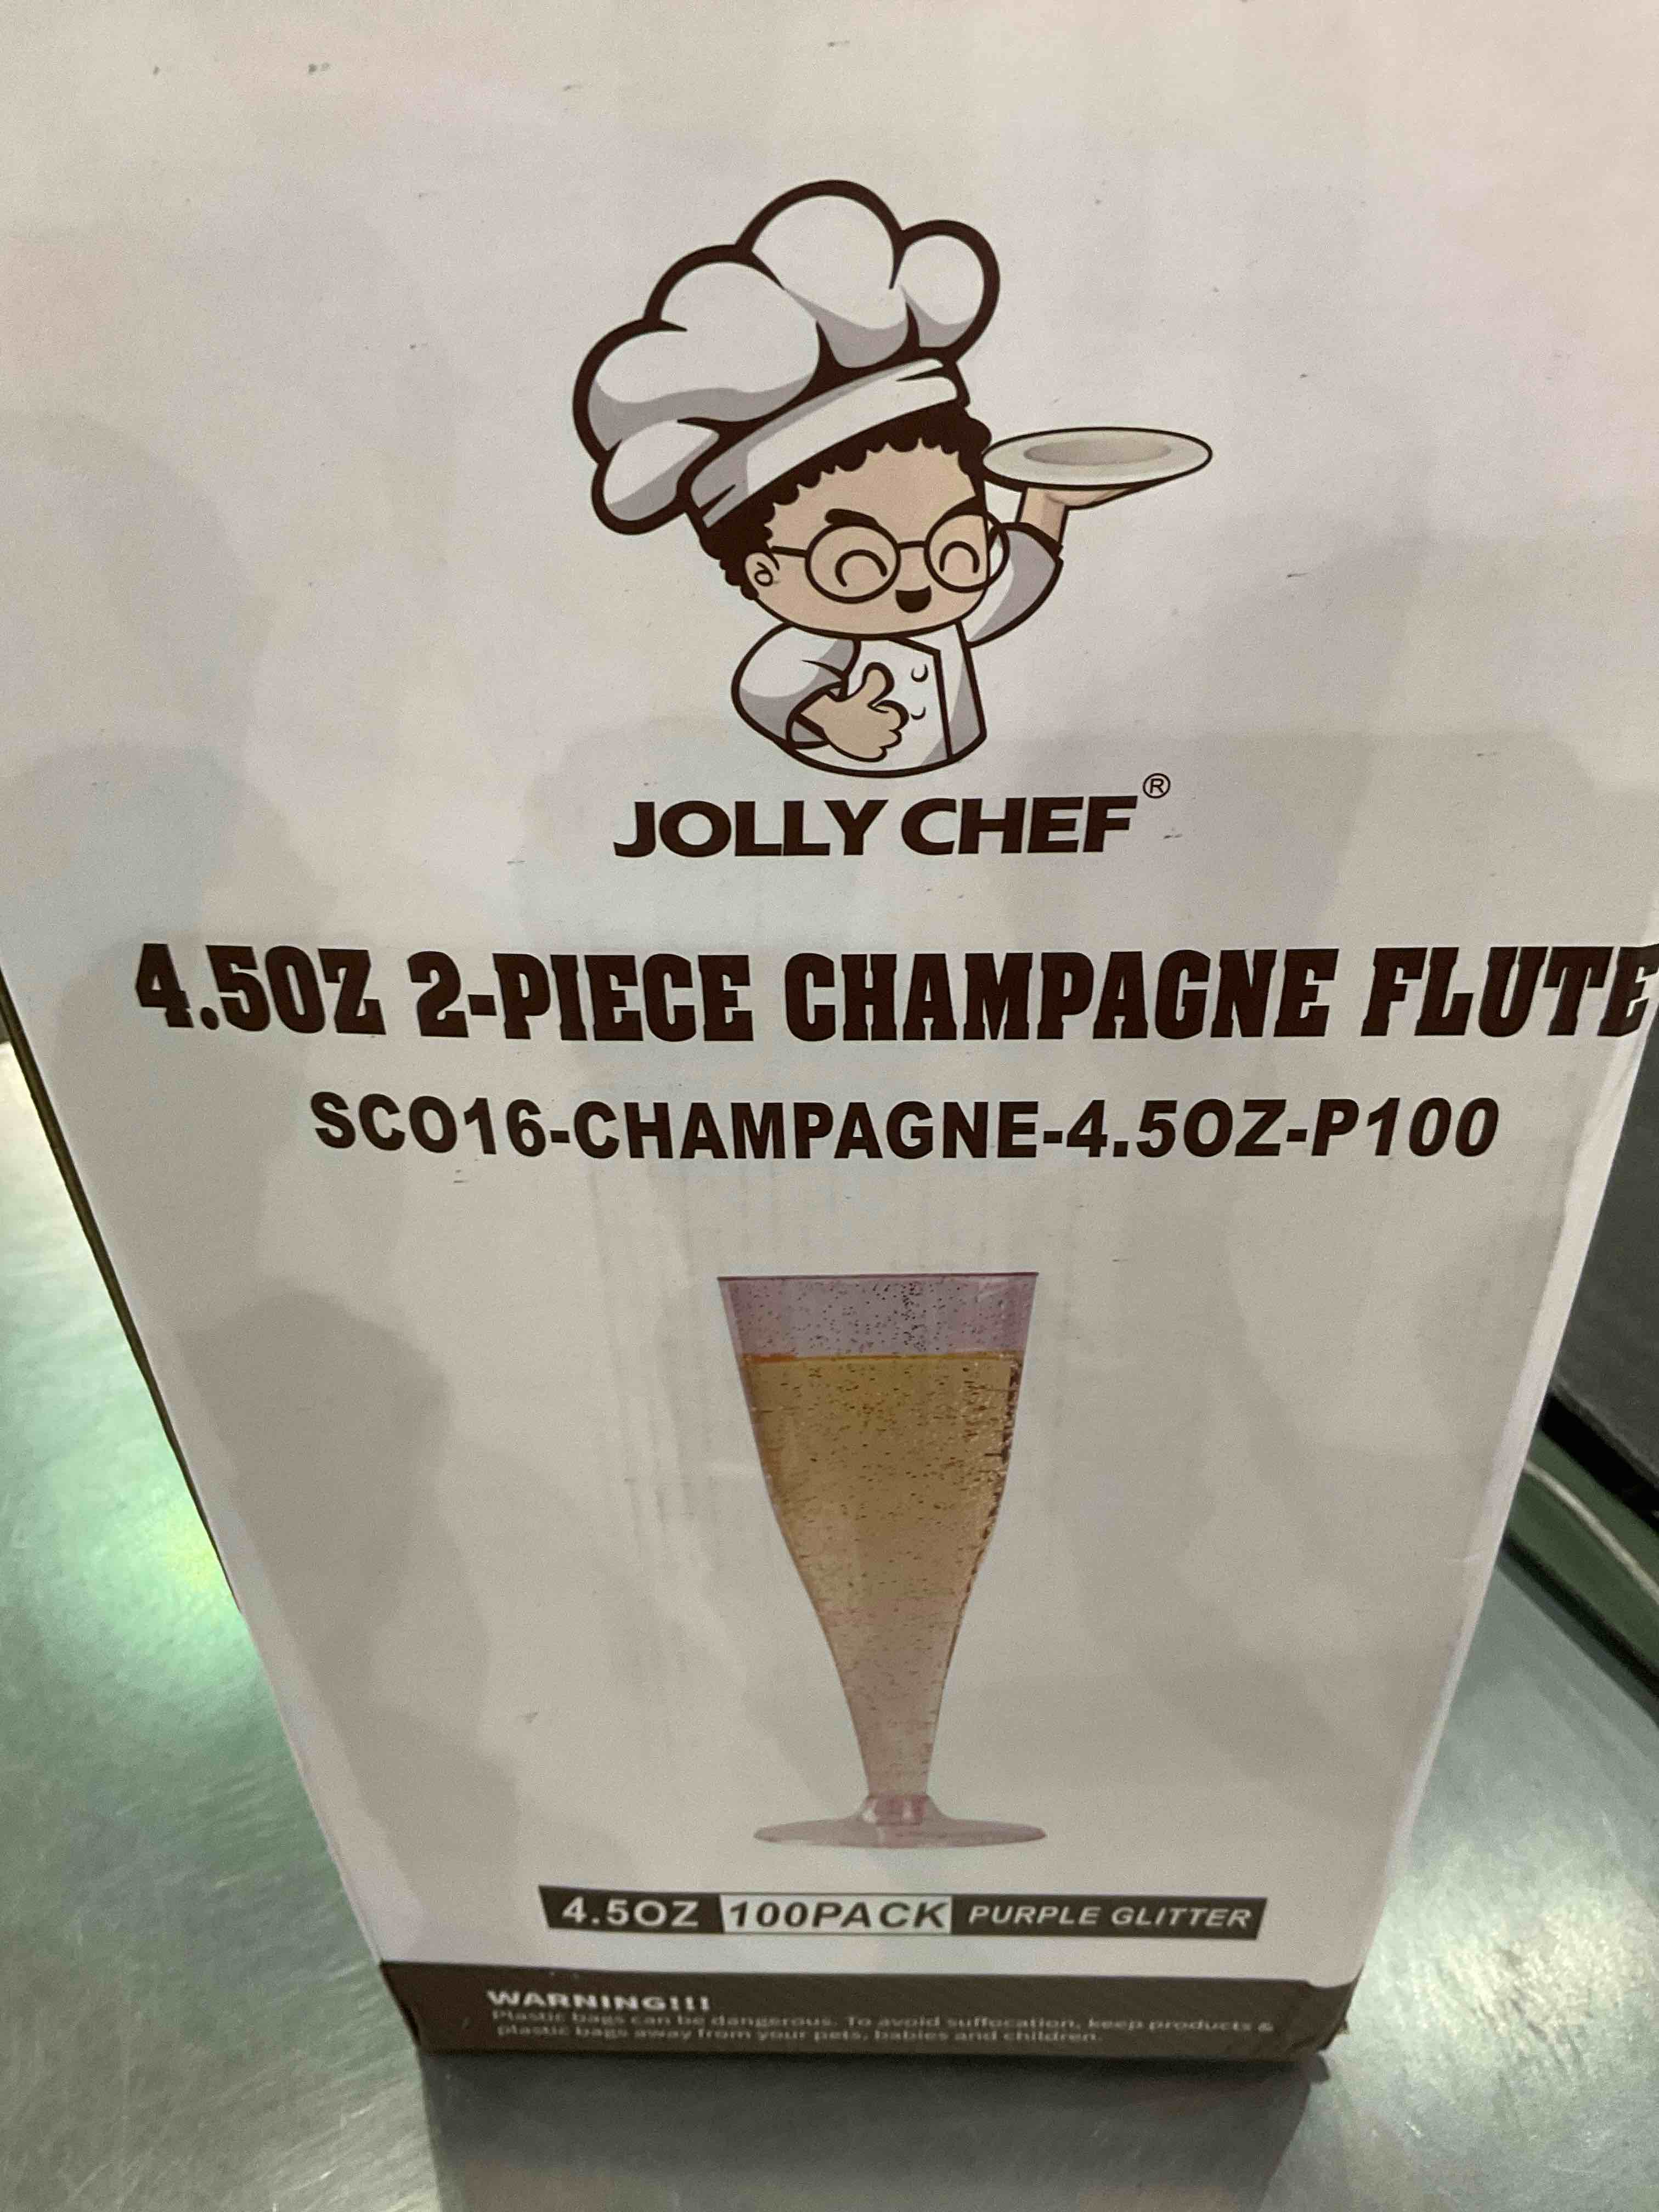 JOLLY CHEF®
4.5OZ 2-PIECE CHAMPAGNE FLUTE
SCO16-CHAMPAGNE-4.5OZ-P100
4.5OZ 100PACK PURPLE GLITTER
WARNING!!!
Plastic bags can be dangerous. To avoid suffocation, keep products &
plastic bags away from your pets, babies and children.